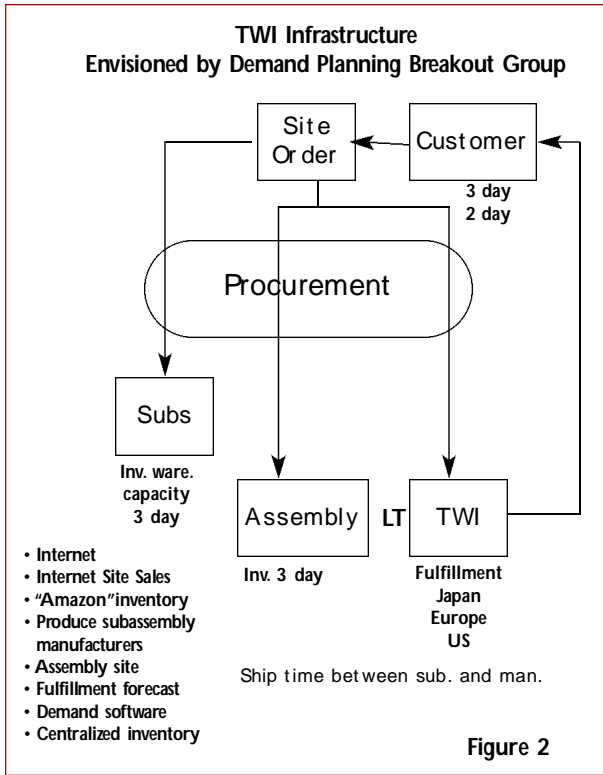 TWI Infrastructure
Envisioned by Demand Planning Breakout Group
Site
Order
Customer
3 day
2 day
Procurement
Subs
Inv. ware.
capacity
3 day
Assembly
LT
TWI
Inv. 3 day
Fulfillment
Japan
Europe
US
• Internet
• Internet Site Sales
• “Amazon”inventory
• Produce subassembly
manufacturers
• Assembly site
• Fulfillment forecast
• Demand software
• Centralized inventory
Ship time between sub. and man.
Figure 2